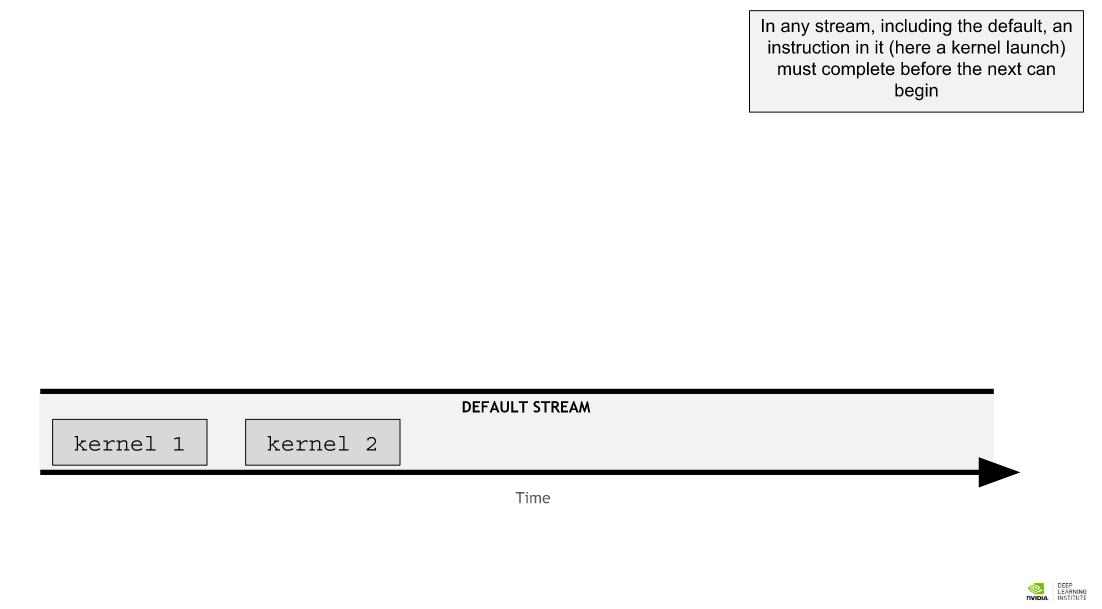 In any stream, including the default, an
instruction in it (here a kernel launch)
must complete before the next can
begin
DEFAULT STREAM
kernel 1
kernel 2
Time
NVIDIA
DEEP
LEARNING
INSTITUTE